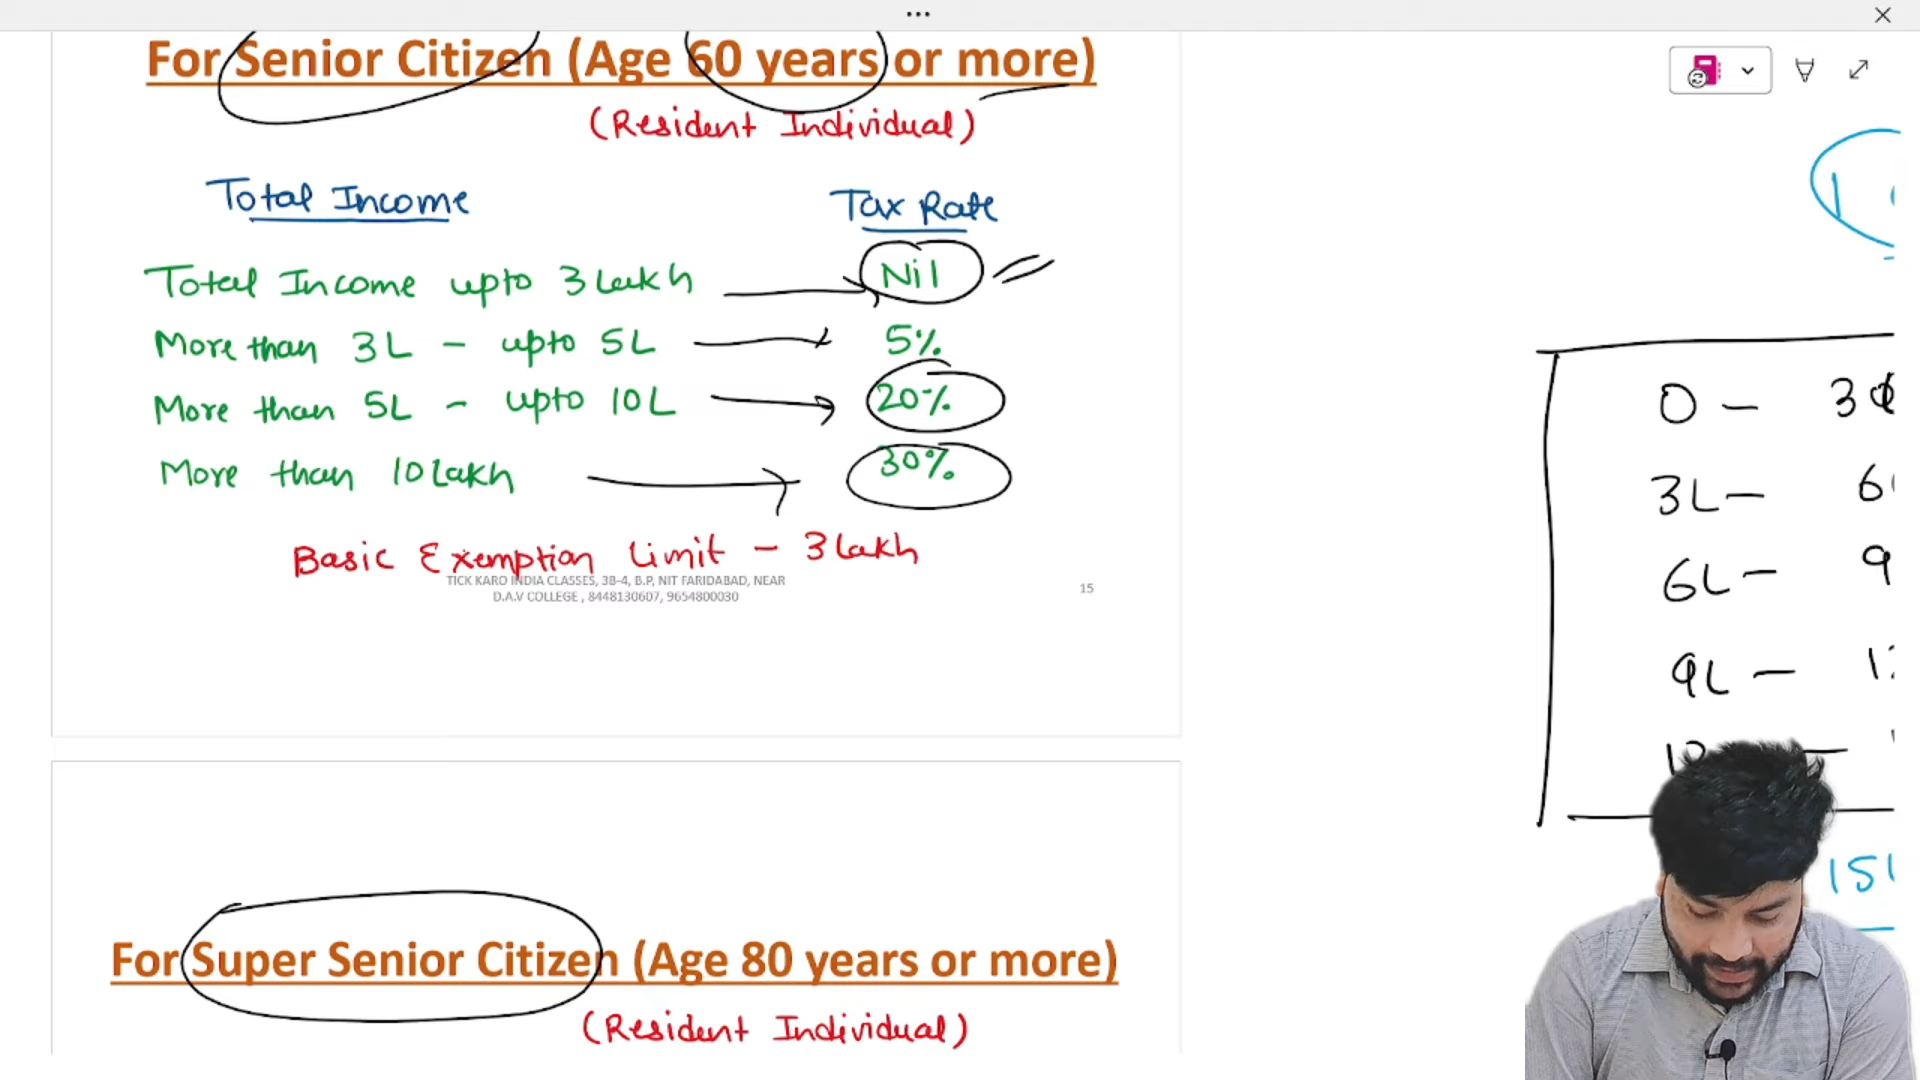 For Senior Citizen (Age 60 years or more)
(Resident Individual)
Total Income Tax Rate
Total Income upto 3 Lakh Nil
More than 3L - upto 5L 5%
More than 5L - upto 10L 20%
More than 10 Lakh 30%
Basic Exemption Limit - 3 Lakh
TICK KARO INDIA CLASSES, 3B-4, B.P, NIT FARIDABAD, NEAR
D.A.V COLLEGE , 8448130607, 9654800030
15
For Super Senior Citizen (Age 80 years or more)
(Resident Individual)
0 - 3
3L - 6
6L - 9
9L -